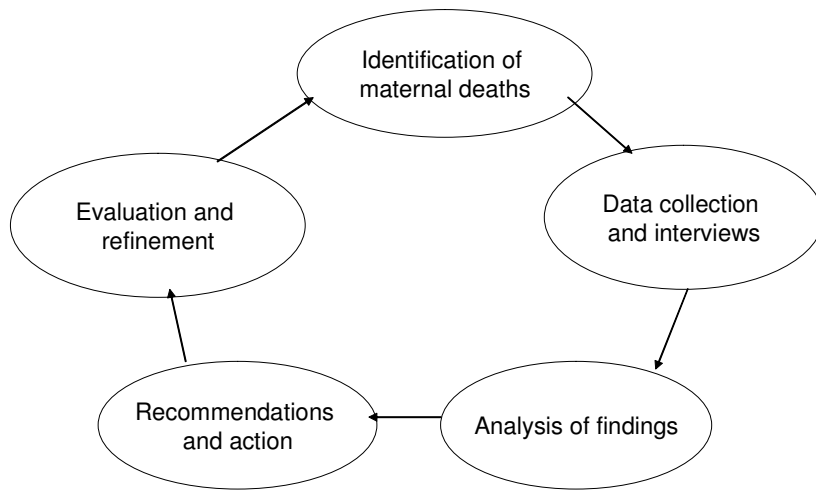 Identification of
maternal deaths
Data collection
and interviews
Analysis of findings
Recommendations
and action
Evaluation and
refinement